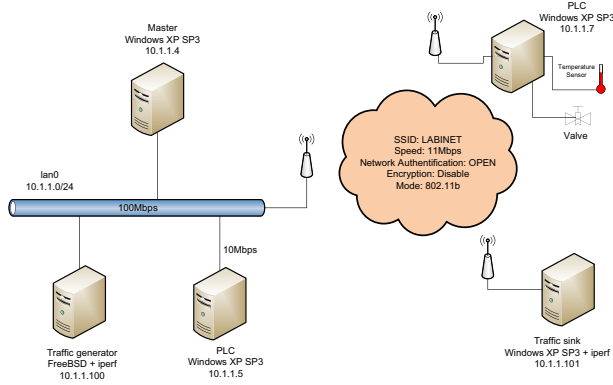 Master
Windows XP SP3
10.1.1.4
PLC
Windows XP SP3
10.1.1.7
Temperature
Sensor
Valve
SSID: LABINET
Speed: 11Mbps
Network Authentification: OPEN
Encryption: Disable
Mode: 802.11b
lan0
10.1.1.0/24
100Mbps
10Mbps
Traffic generator
FreeBSD + iperf
10.1.1.100
PLC
Windows XP SP3
10.1.1.5
Traffic sink
Windows XP SP3 + iperf
10.1.1.101